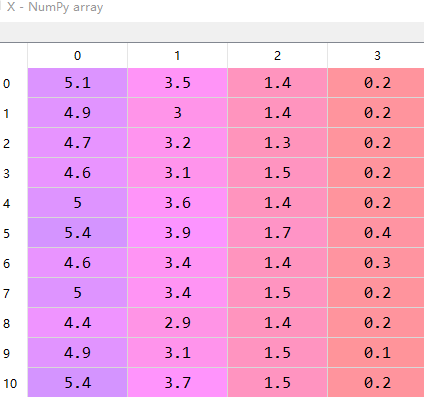 X - NumPy array
0 1 2 3
0 5.1 3.5 1.4 0.2
1 4.9 3 1.4 0.2
2 4.7 3.2 1.3 0.2
3 4.6 3.1 1.5 0.2
4 5 3.6 1.4 0.2
5 5.4 3.9 1.7 0.4
6 4.6 3.4 1.4 0.3
7 5 3.4 1.5 0.2
8 4.4 2.9 1.4 0.2
9 4.9 3.1 1.5 0.1
10 5.4 3.7 1.5 0.2